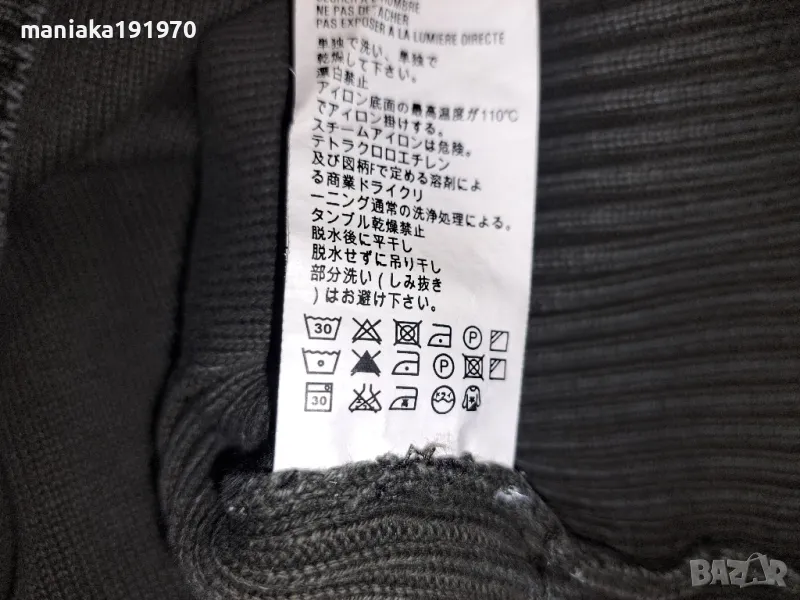 maniaka191970
SECHER A L'OMBRE
NE PAS DETACHER
PAS EXPOSER A LA LUMIERE DIRECTE
単独で洗い、単独で
乾燥して下さい。
漂白禁止
アイロン底面の最高温度が110℃
でアイロン掛けする。
スチームアイロンは危険。
テトラクロロエチレン
及び図柄Fで定める溶剤によ
る商業ドライクリ
ーニング通常の洗浄処理による。
タンブル乾燥禁止
脱水後に平干し
脱水せずに吊り干し
部分洗い(しみ抜き
)はお避け下さい。
30 P
P
30
BAZAR